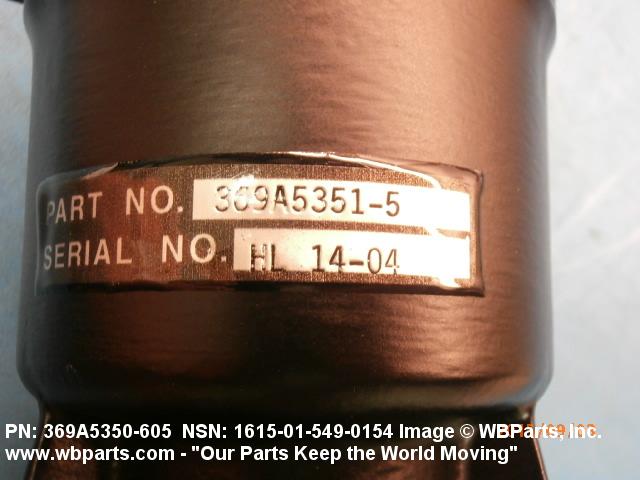 PART NO. 369A5351-5
SERIAL NO. HL 14-04
PN: 369A5350-605 NSN: 1615-01-549-0154 Image © WBParts, Inc.
www.wbparts.com - "Our Parts Keep the World Moving"